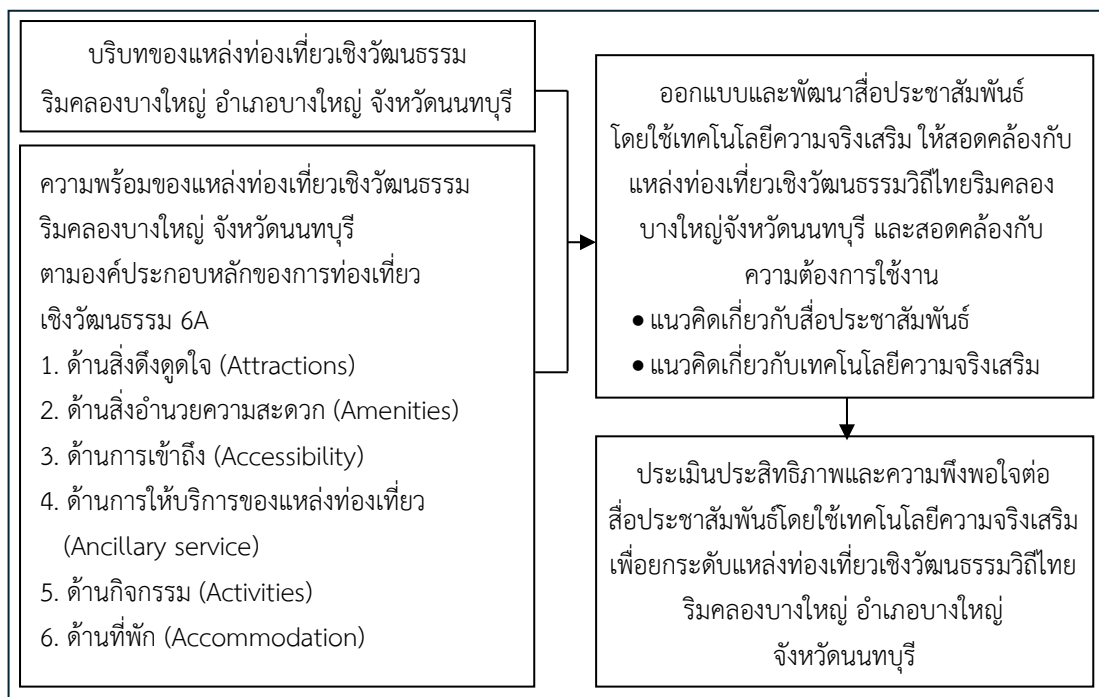 บริบทของแหล่งท่องเที่ยวเชิงวัฒนธรรม
ริมคลองบางใหญ่ อำเภอบางใหญ่ จังหวัดนนทบุรี
ความพร้อมของแหล่งท่องเที่ยวเชิงวัฒนธรรม
ริมคลองบางใหญ่ จังหวัดนนทบุรี
ตามองค์ประกอบหลักของการท่องเที่ยว
เชิงวัฒนธรรม 6A
1. ด้านสิ่งดึงดูดใจ (Attractions)
2. ด้านสิ่งอำนวยความสะดวก (Amenities)
3. ด้านการเข้าถึง (Accessibility)
4. ด้านการให้บริการของแหล่งท่องเที่ยว
(Ancillary service)
5. ด้านกิจกรรม (Activities)
6. ด้านที่พัก (Accommodation)
ออกแบบและพัฒนาสื่อประชาสัมพันธ์
โดยใช้เทคโนโลยีความจริงเสริม ให้สอดคล้องกับ
แหล่งท่องเที่ยวเชิงวัฒนธรรมวิถีไทยริมคลอง
บางใหญ่จังหวัดนนทบุรี และสอดคล้องกับ
ความต้องการใช้งาน
● แนวคิดเกี่ยวกับสื่อประชาสัมพันธ์
● แนวคิดเกี่ยวกับเทคโนโลยีความจริงเสริม
ประเมินประสิทธิภาพและความพึงพอใจต่อ
สื่อประชาสัมพันธ์โดยใช้เทคโนโลยีความจริงเสริม
เพื่อยกระดับแหล่งท่องเที่ยวเชิงวัฒนธรรมวิถีไทย
ริมคลองบางใหญ่ อำเภอบางใหญ่
จังหวัดนนทบุรี